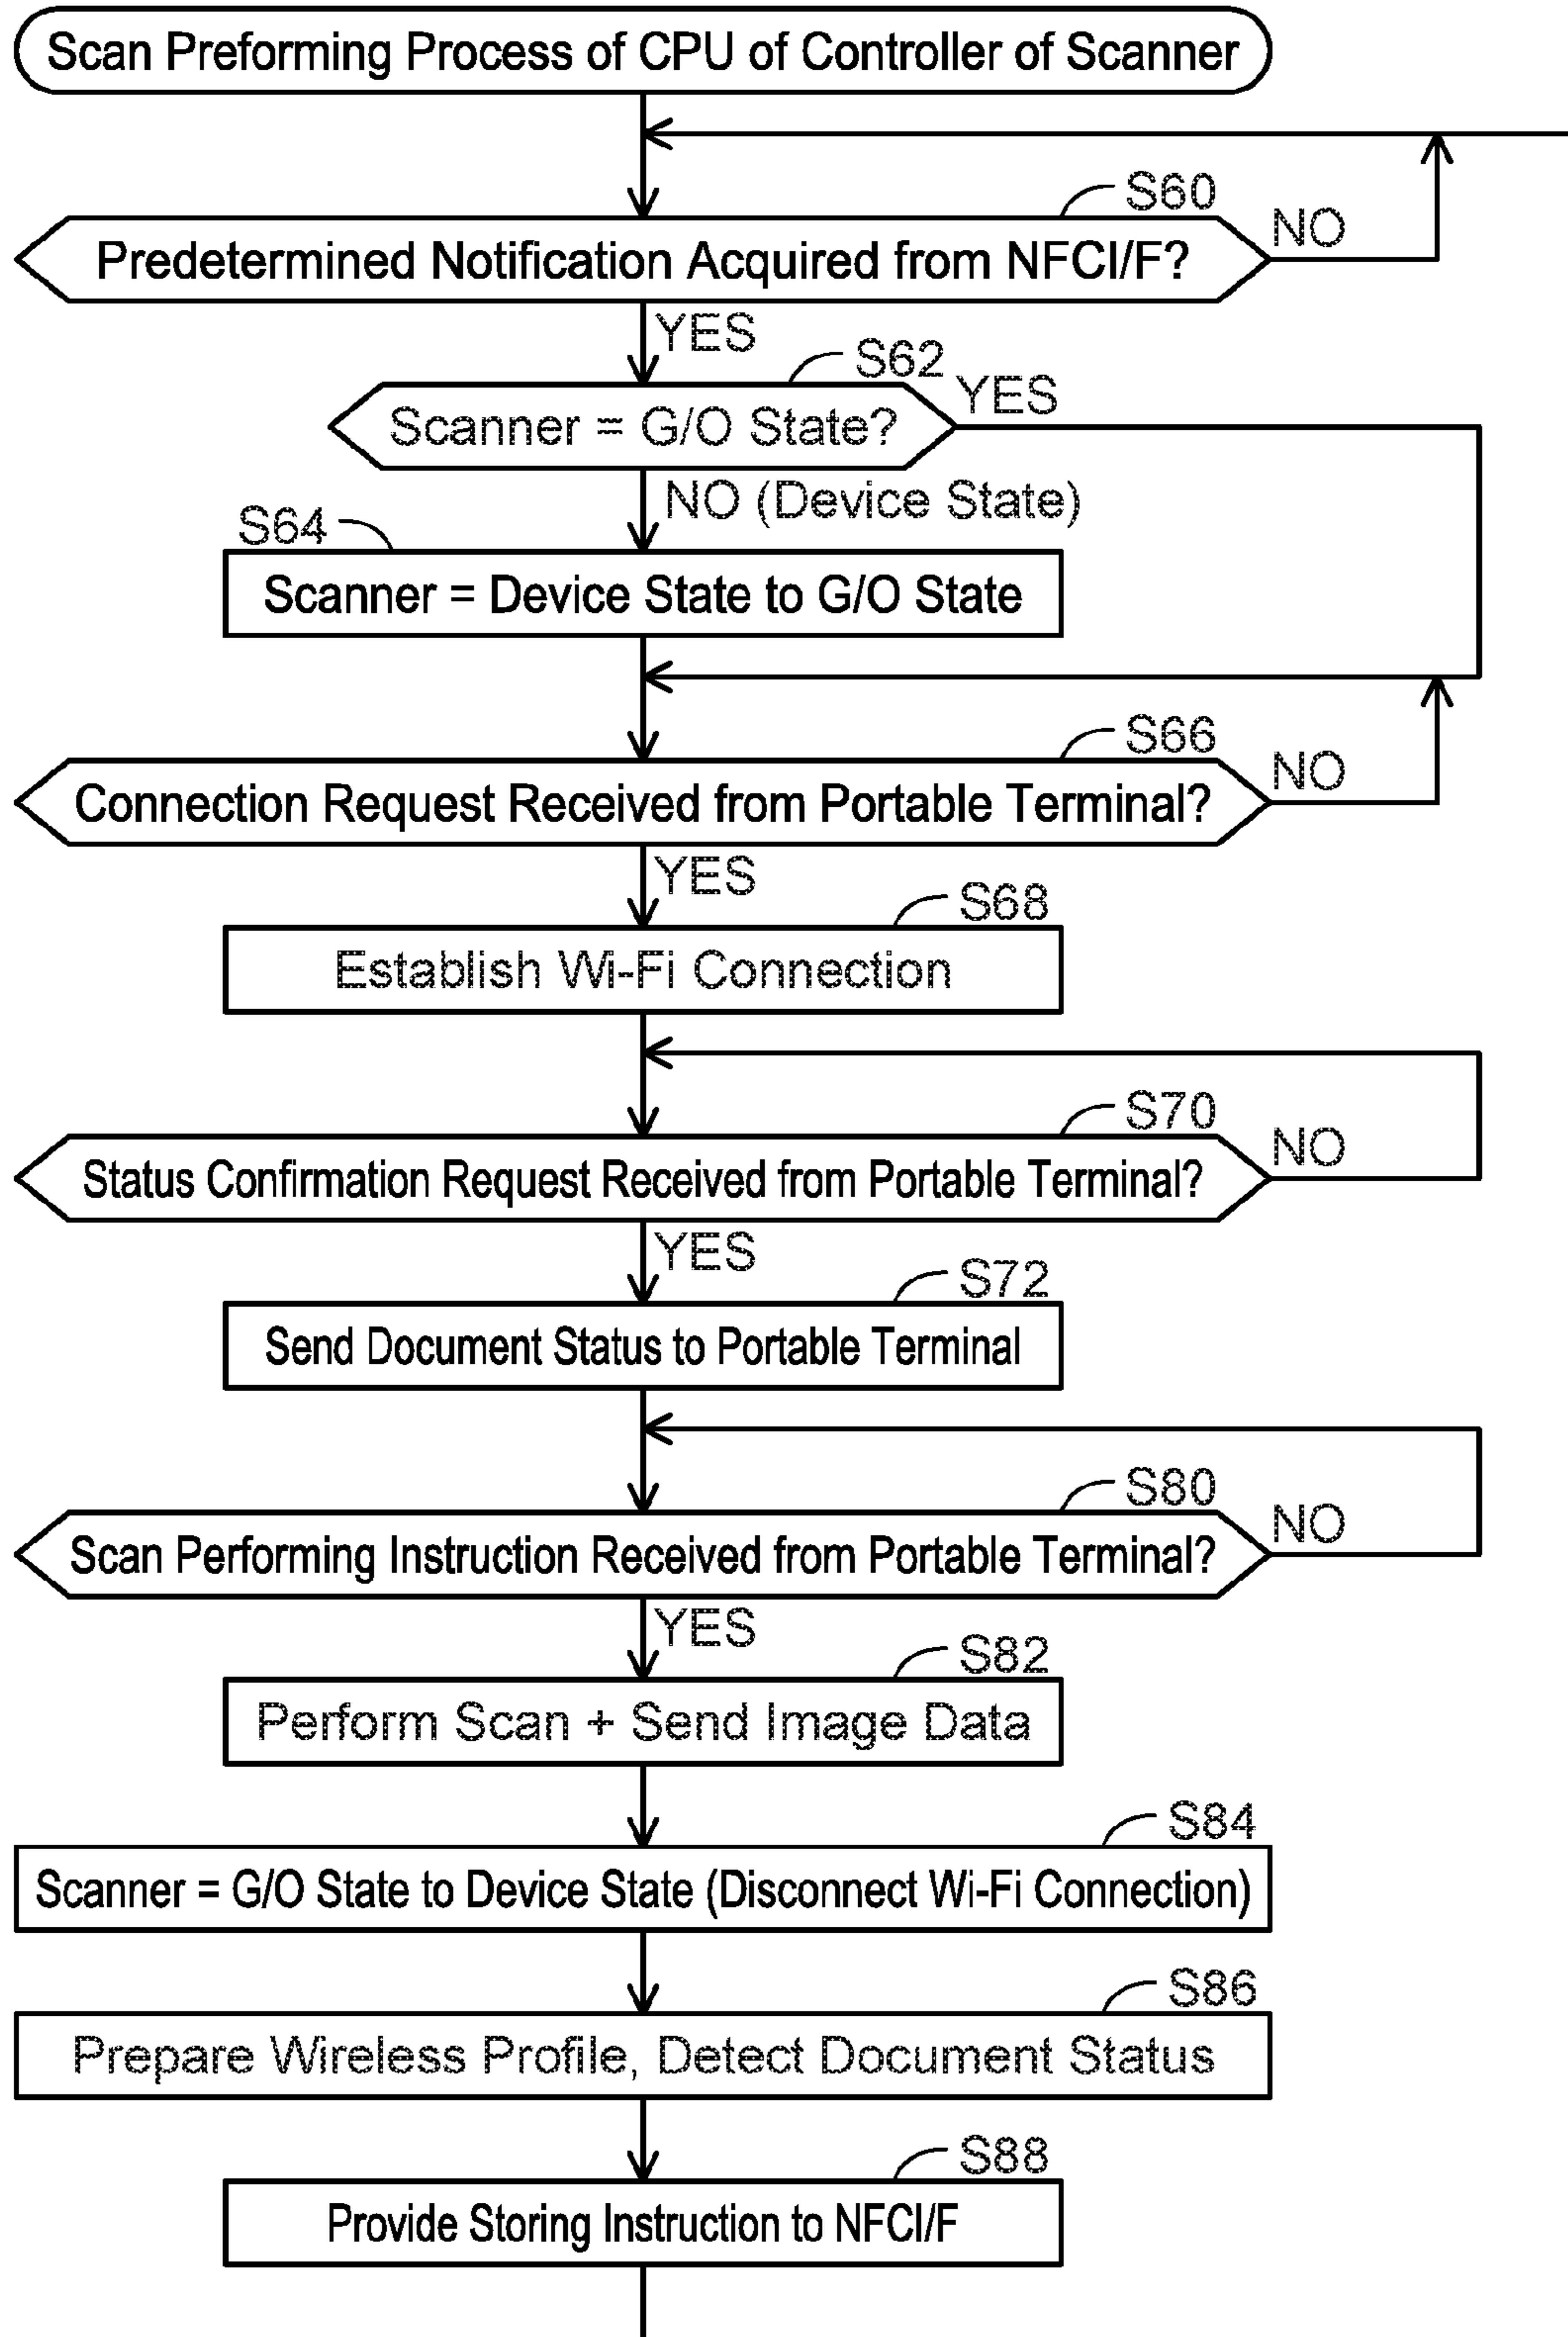 Scan Preforming Process of CPU of Controller of Scanner
S60
Predetermined Notification Acquired from NFCI/F?
NO
YES
S62
Scanner = G/O State?
YES
NO (Device State)
S64
Scanner = Device State to G/O State
S66
Connection Request Received from Portable Terminal?
NO
YES
S68
Establish Wi-Fi Connection
S70
Status Confirmation Request Received from Portable Terminal?
NO
YES
S72
Send Document Status to Portable Terminal
S80
Scan Performing Instruction Received from Portable Terminal?
NO
YES
S82
Perform Scan + Send Image Data
S84
Scanner = G/O State to Device State (Disconnect Wi-Fi Connection)
S86
Prepare Wireless Profile, Detect Document Status
S88
Provide Storing Instruction to NFCI/F